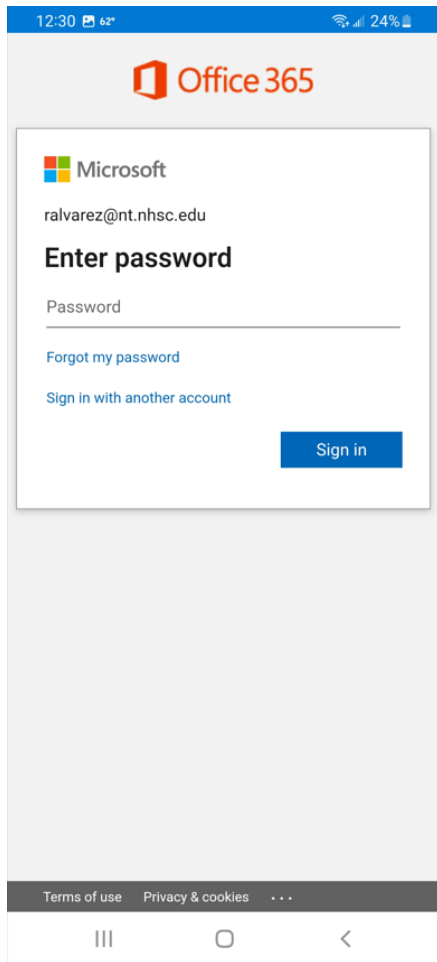 12:30 62° 24%
Office 365
Microsoft
ralvarez@nt.nhsc.edu
Enter password
Password
Forgot my password
Sign in with another account
Sign in
Terms of use Privacy & cookies ...